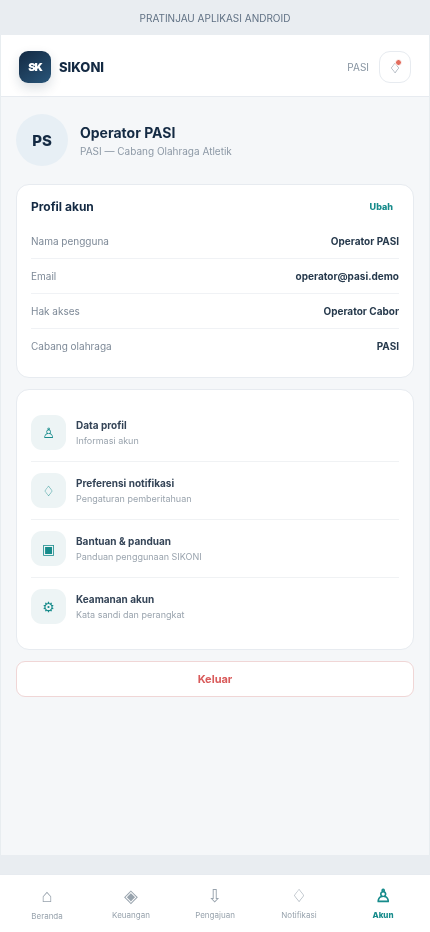 PRATINJAU APLIKASI ANDROID
SK SIKONI PASI
PS
Operator PASI
PASI — Cabang Olahraga Atletik
Profil akun Ubah
Nama pengguna Operator PASI
Email operator@pasi.demo
Hak akses Operator Cabor
Cabang olahraga PASI
Data profil
Informasi akun
Preferensi notifikasi
Pengaturan pemberitahuan
Bantuan & panduan
Panduan penggunaan SIKONI
Keamanan akun
Kata sandi dan perangkat
Keluar
Beranda Keuangan Pengajuan Notifikasi Akun